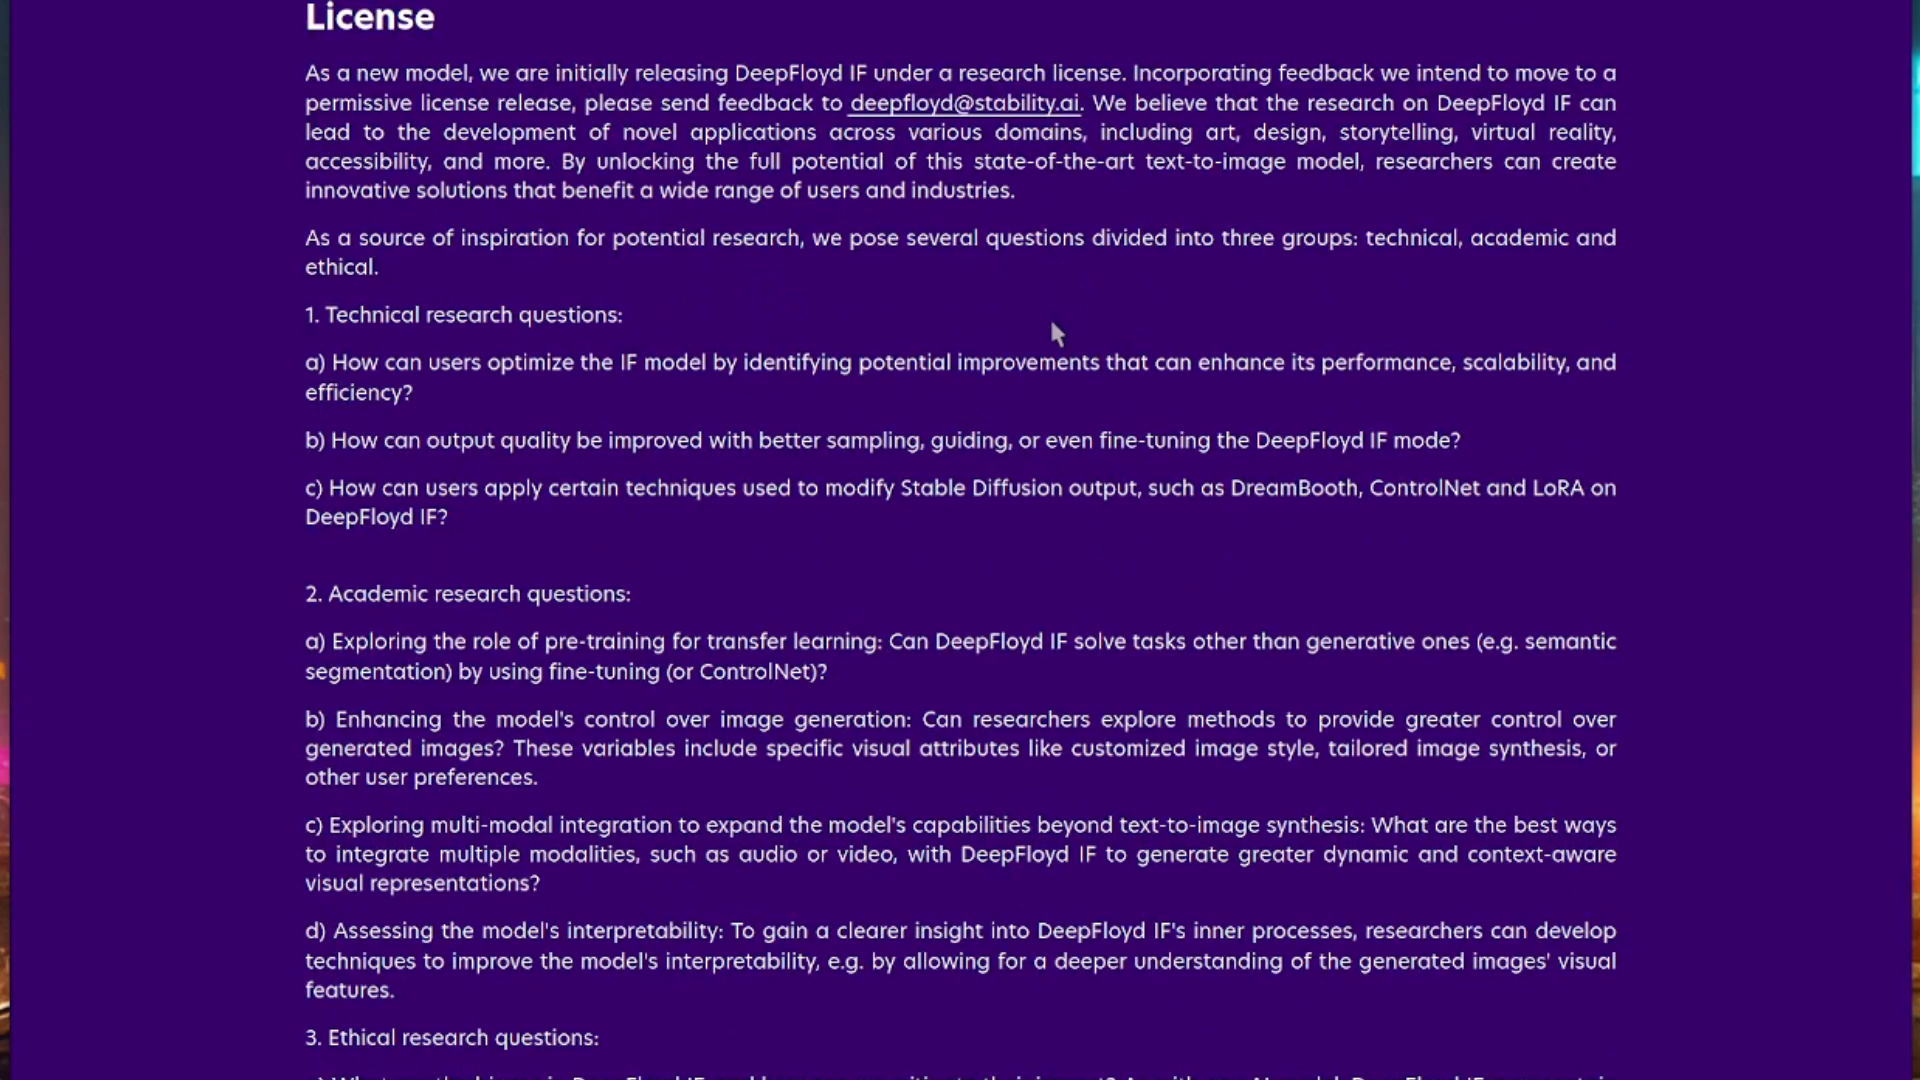 License
As a new model, we are initially releasing DeepFloyd IF under a research license. Incorporating feedback we intend to move to a
permissive license release, please send feedback to deepfloyd@stability.ai. We believe that the research on DeepFloyd IF can
lead to the development of novel applications across various domains, including art, design, storytelling, virtual reality,
accessibility, and more. By unlocking the full potential of this state-of-the-art text-to-image model, researchers can create
innovative solutions that benefit a wide range of users and industries.
As a source of inspiration for potential research, we pose several questions divided into three groups: technical, academic and
ethical.
1. Technical research questions:
a) How can users optimize the IF model by identifying potential improvements that can enhance its performance, scalability, and
efficiency?
b) How can output quality be improved with better sampling, guiding, or even fine-tuning the DeepFloyd IF mode?
c) How can users apply certain techniques used to modify Stable Diffusion output, such as DreamBooth, ControlNet and LoRA on
DeepFloyd IF?
2. Academic research questions:
a) Exploring the role of pre-training for transfer learning: Can DeepFloyd IF solve tasks other than generative ones (e.g. semantic
segmentation) by using fine-tuning (or ControlNet)?
b) Enhancing the model's control over image generation: Can researchers explore methods to provide greater control over
generated images? These variables include specific visual attributes like customized image style, tailored image synthesis, or
other user preferences.
c) Exploring multi-modal integration to expand the model's capabilities beyond text-to-image synthesis: What are the best ways
to integrate multiple modalities, such as audio or video, with DeepFloyd IF to generate greater dynamic and context-aware
visual representations?
d) Assessing the model's interpretability: To gain a clearer insight into DeepFloyd IF's inner processes, researchers can develop
techniques to improve the model's interpretability, e.g. by allowing for a deeper understanding of the generated images' visual
features.
3. Ethical research questions: